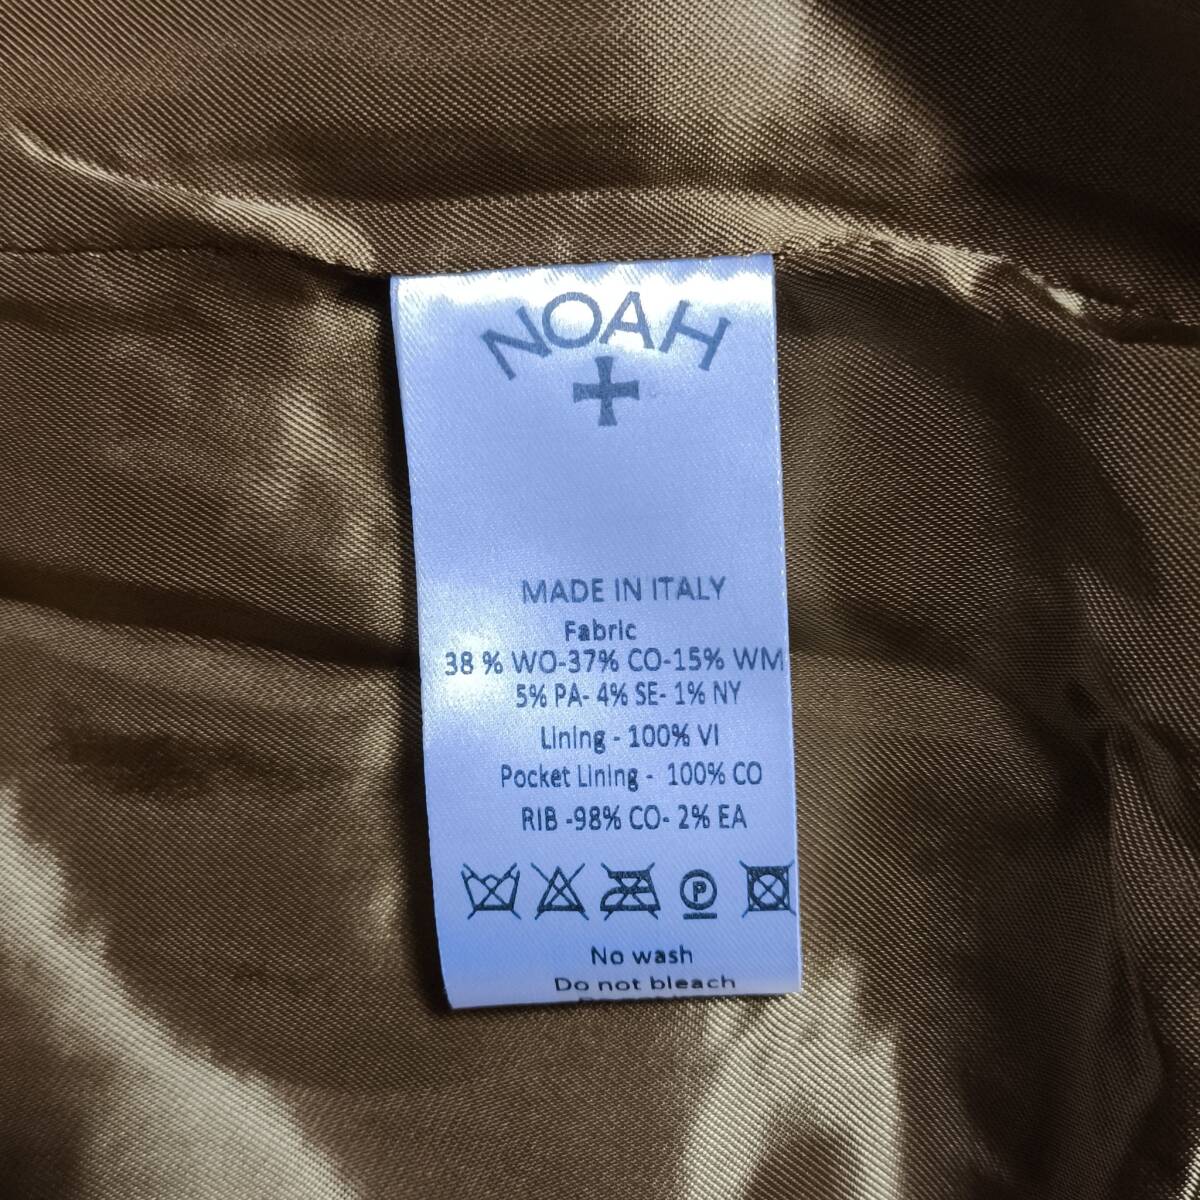 NOAH
MADE IN ITALY
Fabric
38 % WO-37% CO-15% WM
5% PA- 4% SE- 1% NY
Lining - 100% VI
Pocket Lining - 100% CO
RIB -98% CO- 2% EA
P
No wash
Do not bleach